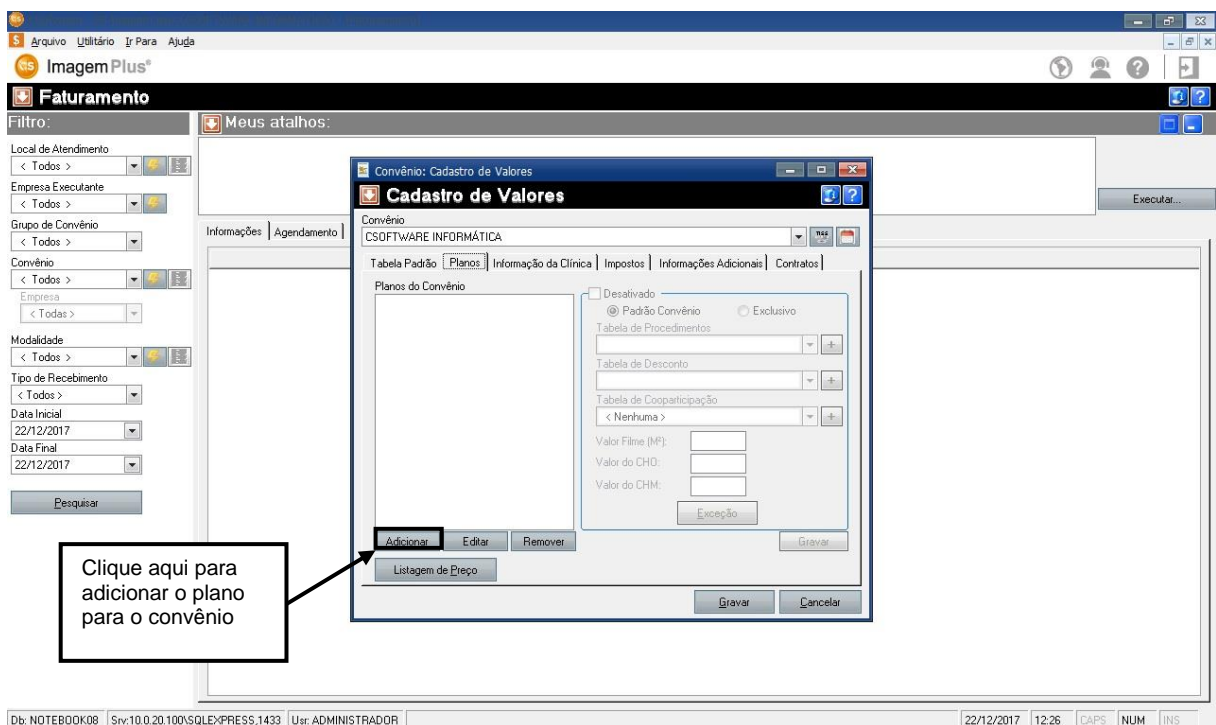 Arquivo Utilitário Ir Para Ajuda
ImagemPlus®
Faturamento
Filtro:
Meus atalhos:
Local de Atendimento
< Todos >
Empresa Executante
< Todos >
Executar...
Grupo de Convênio
< Todos >
Informações Agendamento
Convênio
< Todos >
Empresa
< Todas >
Modalidade
< Todos >
Tipo de Recebimento
< Todos >
Data Inicial
22/12/2017
Data Final
22/12/2017
Pesquisar
Convênio: Cadastro de Valores
Cadastro de Valores
Convênio
CSOFTWARE INFORMÁTICA
Tabela Padrão Planos Informação da Clínica Impostos Informações Adicionais Contratos
Planos do Convênio
Desativado
Padrão Convênio Exclusivo
Tabela de Procedimentos
Tabela de Desconto
Tabela de Cooparticipação
< Nenhuma >
Valor Filme (M²):
Valor do CHO:
Valor do CHM:
Exceção
Adicionar Editar Remover
Gravar
Listagem de Preço
Gravar Cancelar
Clique aqui para
adicionar o plano
para o convênio
Db: NOTEBOOK08 Srv:10.0.20.100\SQLEXPRESS,1433 Usr: ADMINISTRADOR 22/12/2017 12:26 CAPS NUM INS